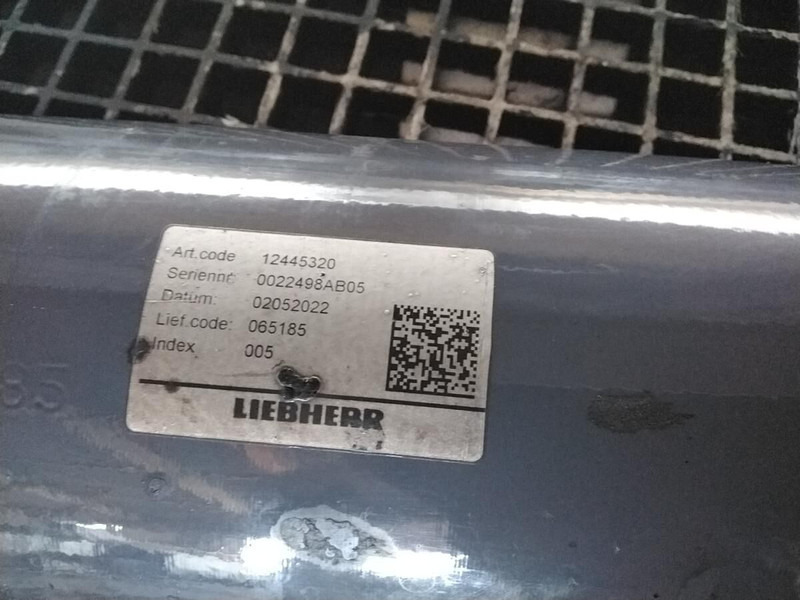 Art.code 12445320
Seriennr: 0022498AB05
Datum: 02052022
Lief.code: 065185
Index 005
LIEBHERR